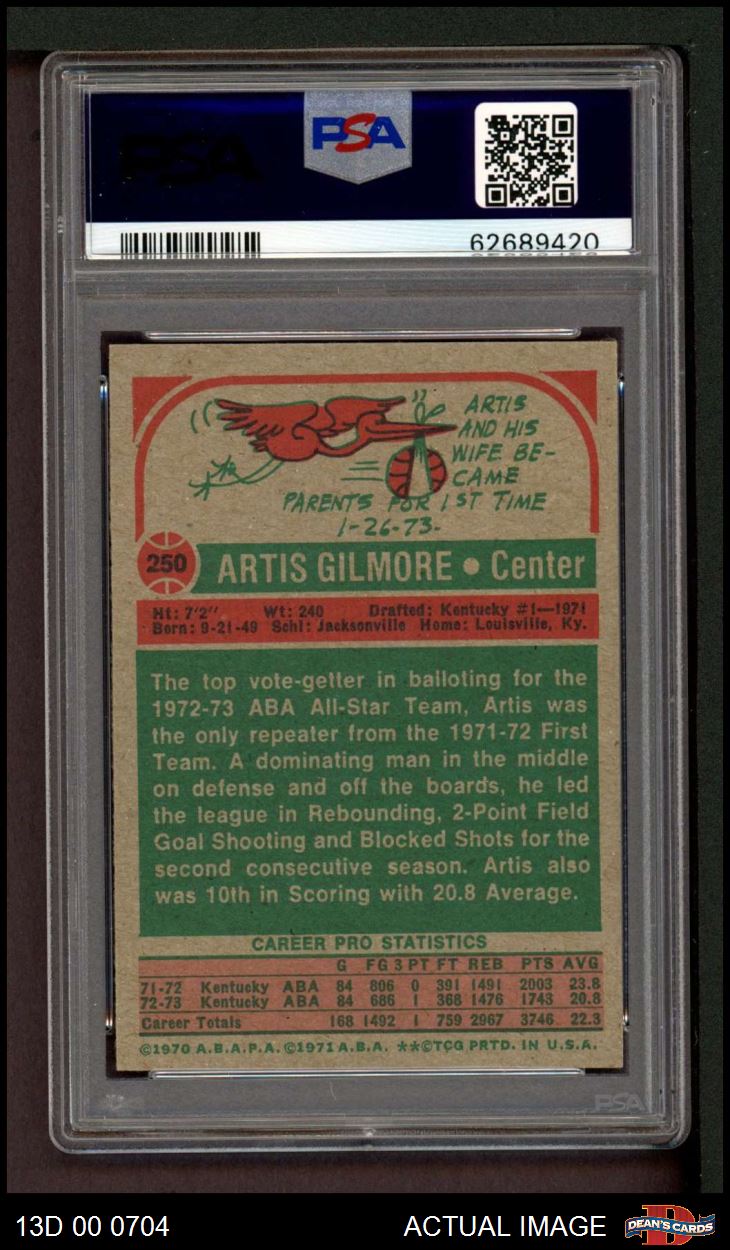 PSA
PSA
62689420
ARTIS
AND HIS
WIFE BE-
CAME
PARENTS FOR 1ST TIME
1-26-73.
250 ARTIS GILMORE • Center
Ht: 7'2" Wt: 240 Drafted: Kentucky #1—1971
Born: 9-21-49 Schl: Jacksonville Home: Louisville, Ky.
The top vote-getter in balloting for the
1972-73 ABA All-Star Team, Artis was
the only repeater from the 1971-72 First
Team. A dominating man in the middle
on defense and off the boards, he led
the league in Rebounding, 2-Point Field
Goal Shooting and Blocked Shots for the
second consecutive season. Artis also
was 10th in Scoring with 20.8 Average.
CAREER PRO STATISTICS
G FG 3 PT FT REB PTS AVG
71-72 Kentucky ABA 84 806 0 391 1491 2003 23.8
72-73 Kentucky ABA 84 686 1 368 1476 1743 20.8
Career Totals 168 1492 1 759 2967 3746 22.3
©1970 A.B.A.P.A. ©1971 A.B.A. **©TCG PRTD. IN U.S.A.
PSA
13D 00 0704 ACTUAL IMAGE DEAN'S CARDS